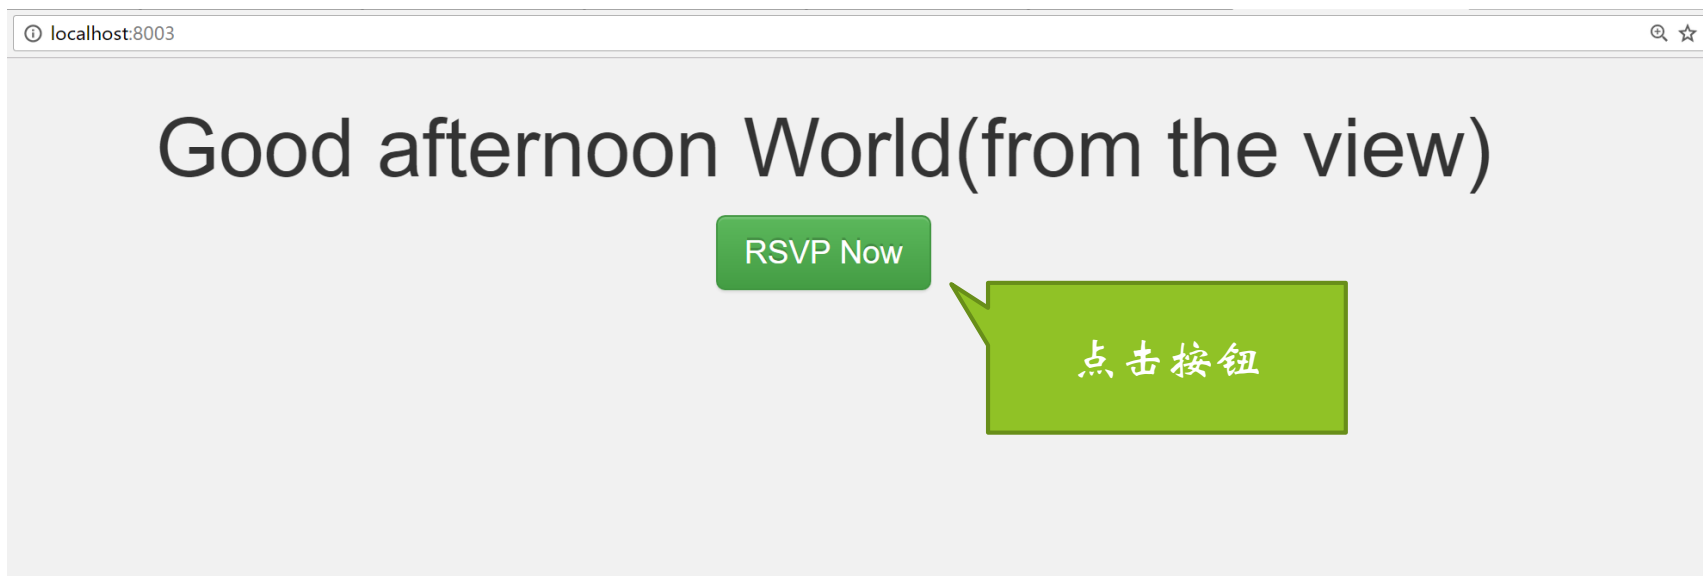 localhost:8003
Good afternoon World(from the view)
RSVP Now
点击按钮